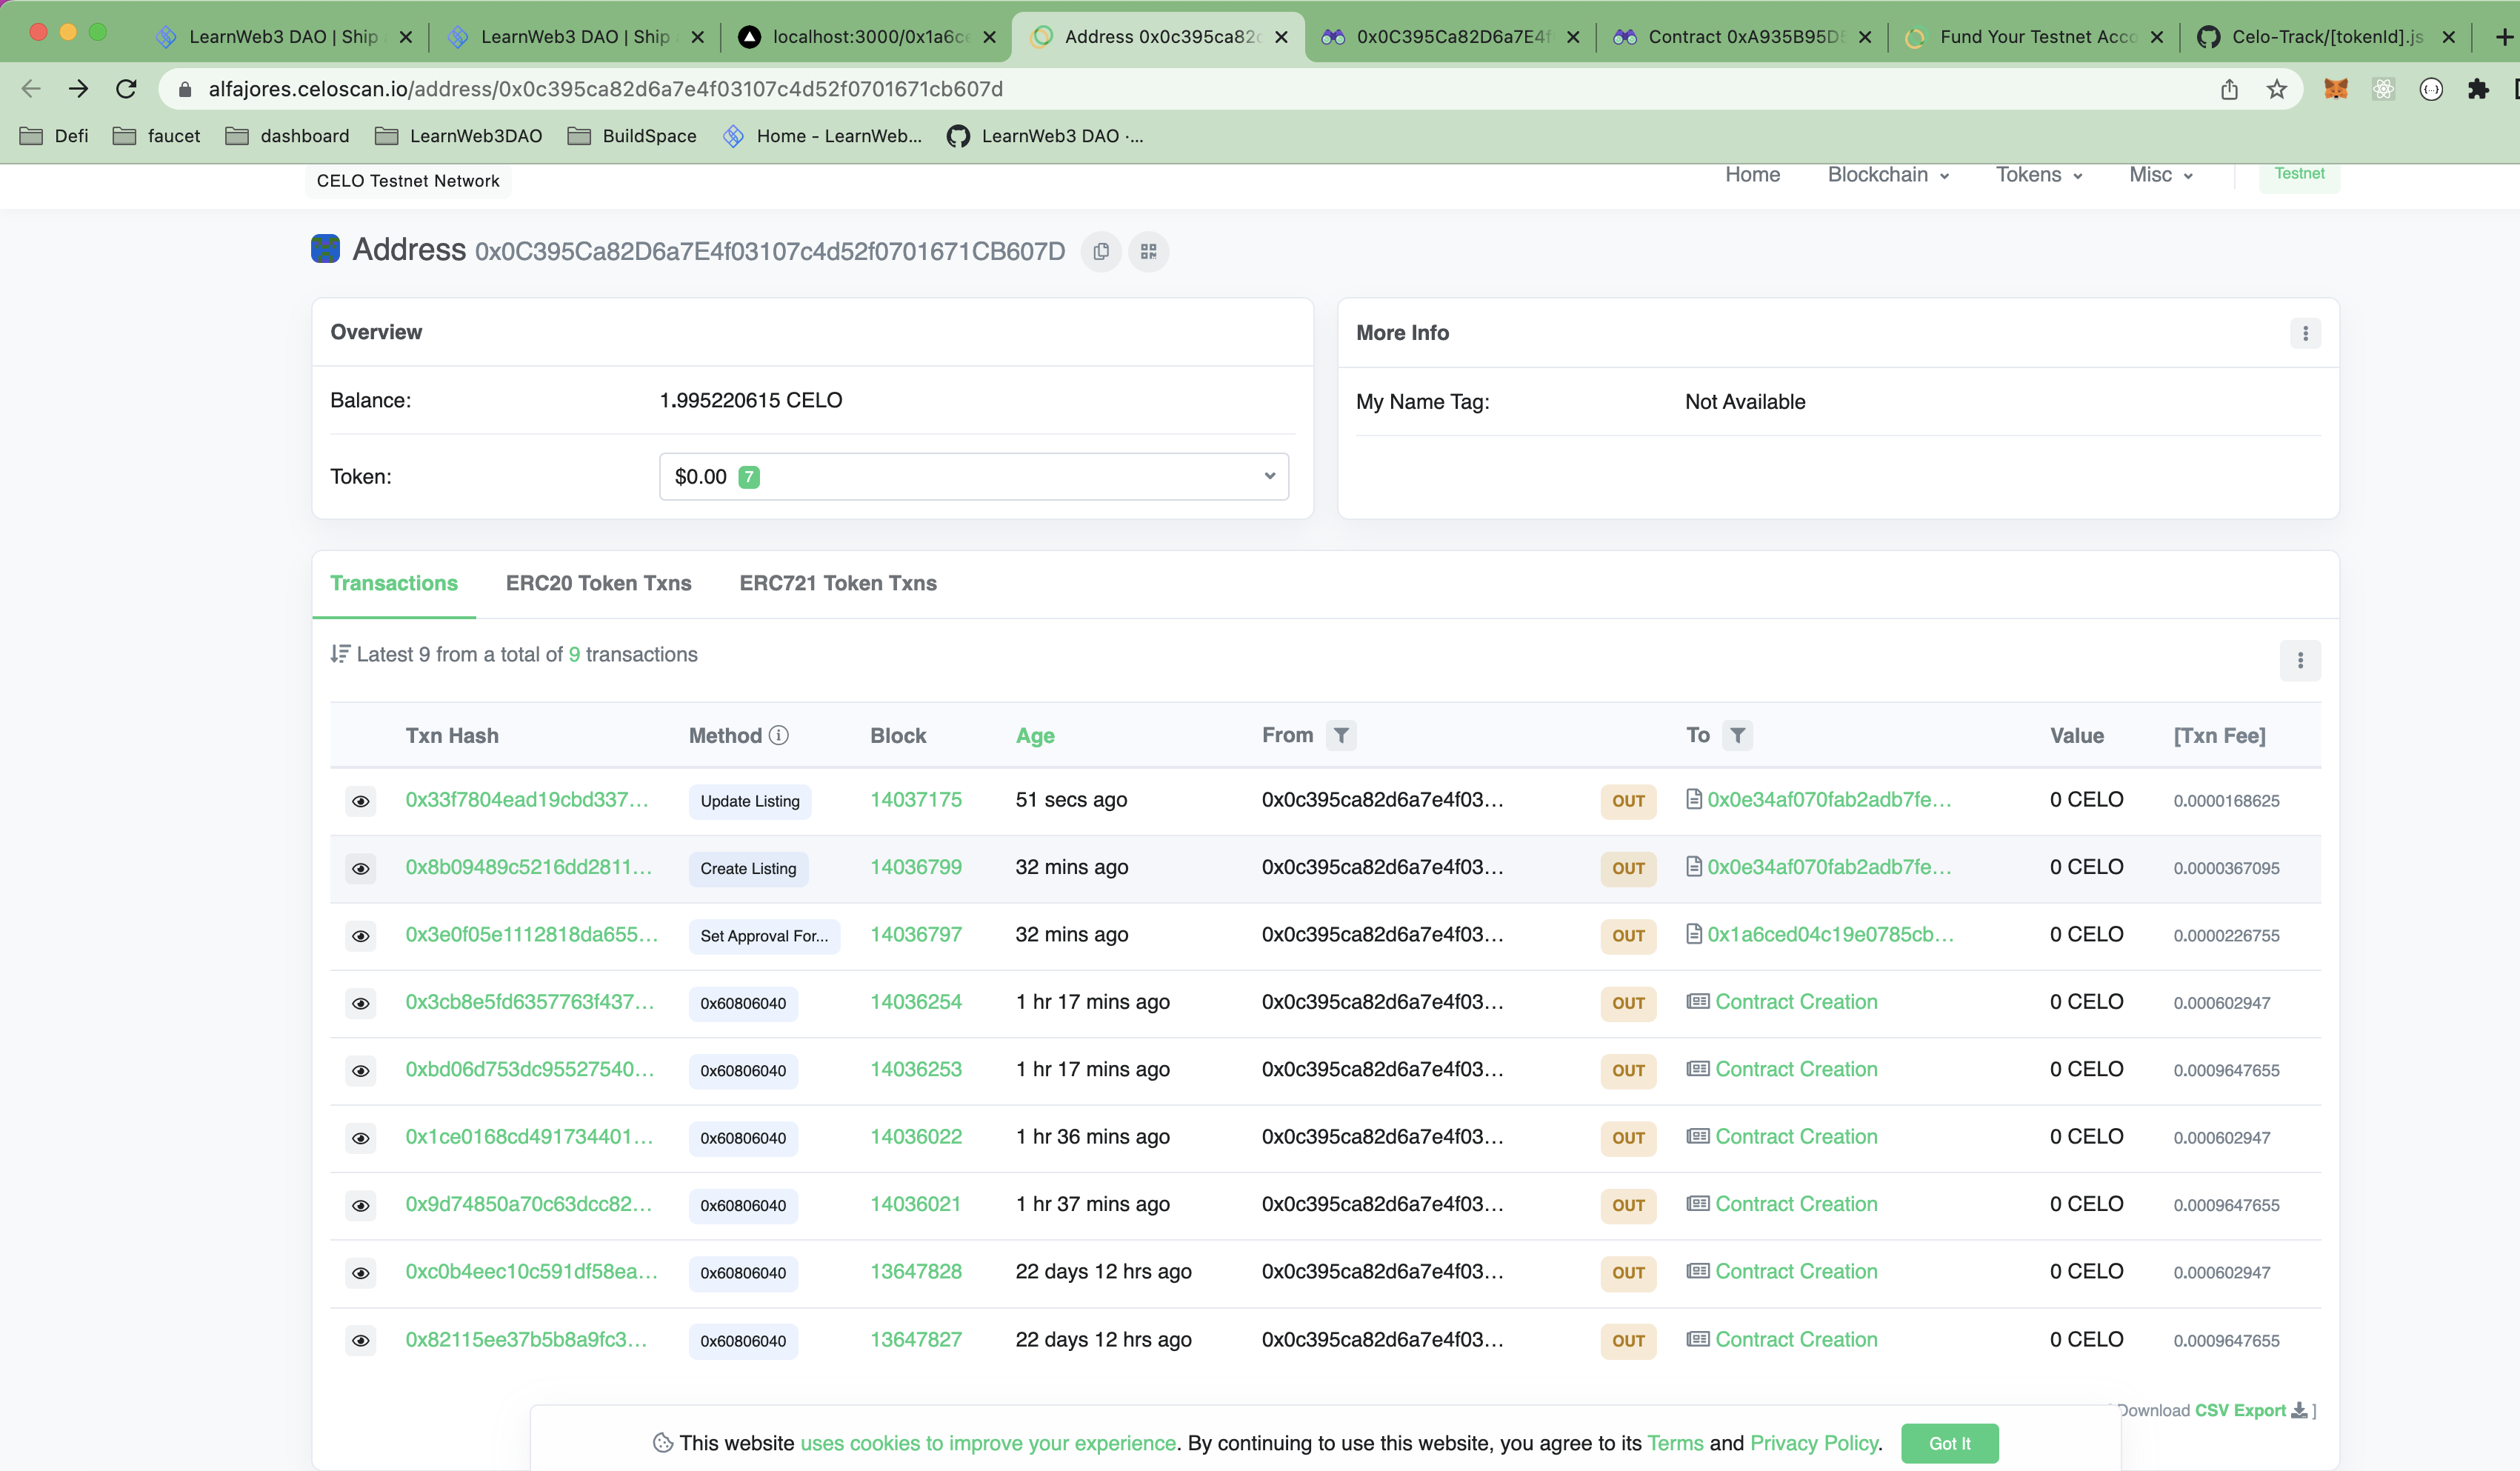 LearnWeb3 DAO | Ship
LearnWeb3 DAO | Ship
localhost:3000/0x1a6ce
Address 0x0c395ca82d
0x0C395Ca82D6a7E4f
Contract 0xA935B95D5
Fund Your Testnet Acco
Celo-Track/[tokenId].js
alfajores.celoscan.io/address/0x0c395ca82d6a7e4f03107c4d52f0701671cb607d
Defi
faucet
dashboard
LearnWeb3DAO
BuildSpace
Home - LearnWeb...
LearnWeb3 DAO ·...
CELO Testnet Network
Home
Blockchain
Tokens
Misc
Testnet
Address 0x0C395Ca82D6a7E4f03107c4d52f0701671CB607D
Overview
Balance: 1.995220615 CELO
Token: $0.00 7
More Info
My Name Tag: Not Available
Transactions ERC20 Token Txns ERC721 Token Txns
Latest 9 from a total of 9 transactions
Txn Hash Method Block Age From To Value [Txn Fee]
0x33f7804ead19cbd337... Update Listing 14037175 51 secs ago 0x0c395ca82d6a7e4f03... OUT 0x0e34af070fab2adb7fe... 0 CELO 0.0000168625
0x8b09489c5216dd2811... Create Listing 14036799 32 mins ago 0x0c395ca82d6a7e4f03... OUT 0x0e34af070fab2adb7fe... 0 CELO 0.0000367095
0x3e0f05e1112818da655... Set Approval For... 14036797 32 mins ago 0x0c395ca82d6a7e4f03... OUT 0x1a6ced04c19e0785cb... 0 CELO 0.0000226755
0x3cb8e5fd6357763f437... 0x60806040 14036254 1 hr 17 mins ago 0x0c395ca82d6a7e4f03... OUT Contract Creation 0 CELO 0.000602947
0xbd06d753dc95527540... 0x60806040 14036253 1 hr 17 mins ago 0x0c395ca82d6a7e4f03... OUT Contract Creation 0 CELO 0.0009647655
0x1ce0168cd491734401... 0x60806040 14036022 1 hr 36 mins ago 0x0c395ca82d6a7e4f03... OUT Contract Creation 0 CELO 0.000602947
0x9d74850a70c63dcc82... 0x60806040 14036021 1 hr 37 mins ago 0x0c395ca82d6a7e4f03... OUT Contract Creation 0 CELO 0.0009647655
0xc0b4eec10c591df58ea... 0x60806040 13647828 22 days 12 hrs ago 0x0c395ca82d6a7e4f03... OUT Contract Creation 0 CELO 0.000602947
0x82115ee37b5b8a9fc3... 0x60806040 13647827 22 days 12 hrs ago 0x0c395ca82d6a7e4f03... OUT Contract Creation 0 CELO 0.0009647655
Download CSV Export ]
This website uses cookies to improve your experience. By continuing to use this website, you agree to its Terms and Privacy Policy.
Got It